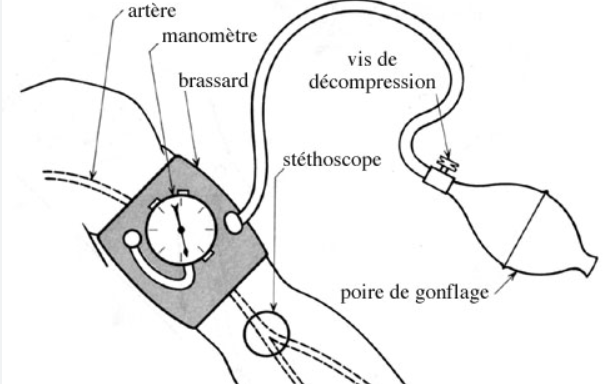 artère
manomètre
brassard
vis de
décompression
stéthoscope
poire de gonflage